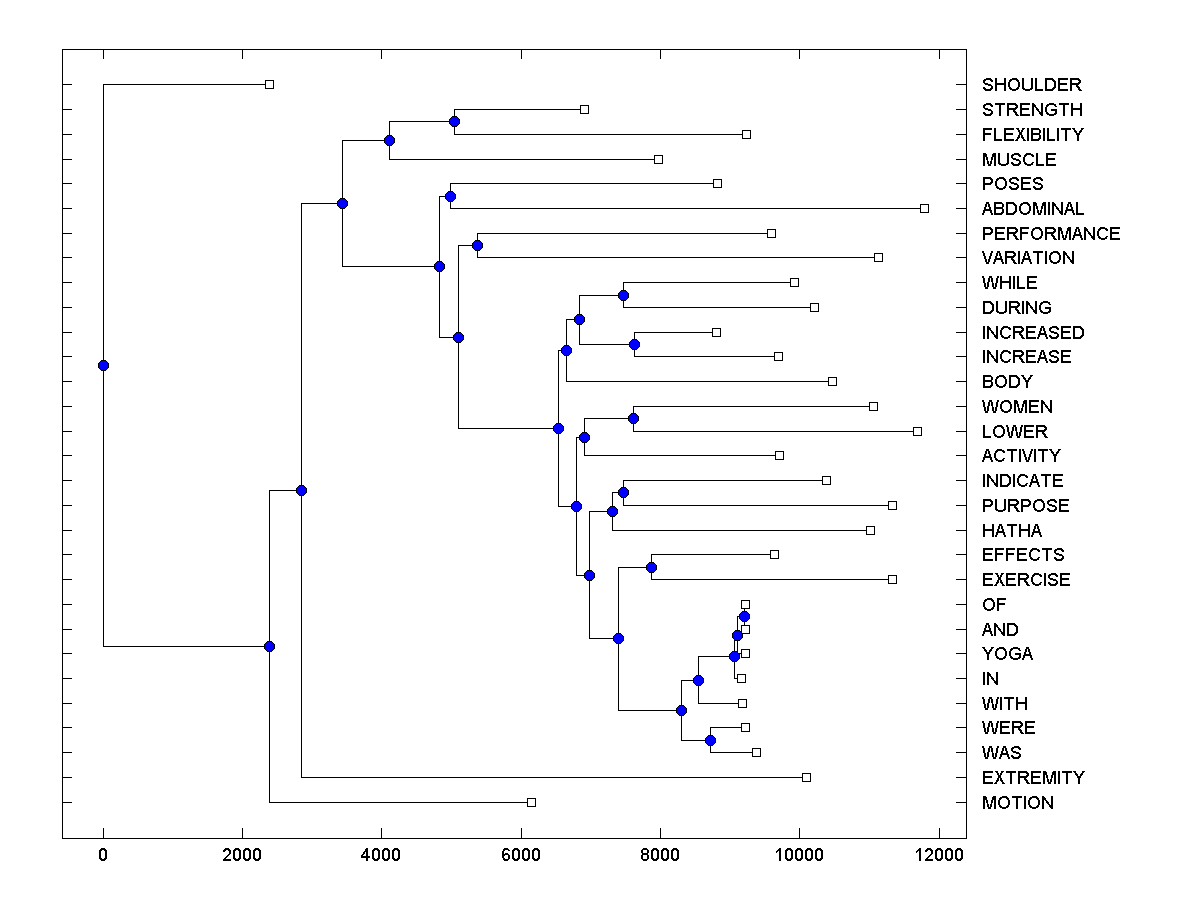 SHOULDER
STRENGTH
FLEXIBILITY
MUSCLE
POSES
ABDOMINAL
PERFORMANCE
VARIATION
WHILE
DURING
INCREASED
INCREASE
BODY
WOMEN
LOWER
ACTIVITY
INDICATE
PURPOSE
HATHA
EFFECTS
EXERCISE
OF
AND
YOGA
IN
WITH
WERE
WAS
EXTREMITY
MOTION
0 2000 4000 6000 8000 10000 12000